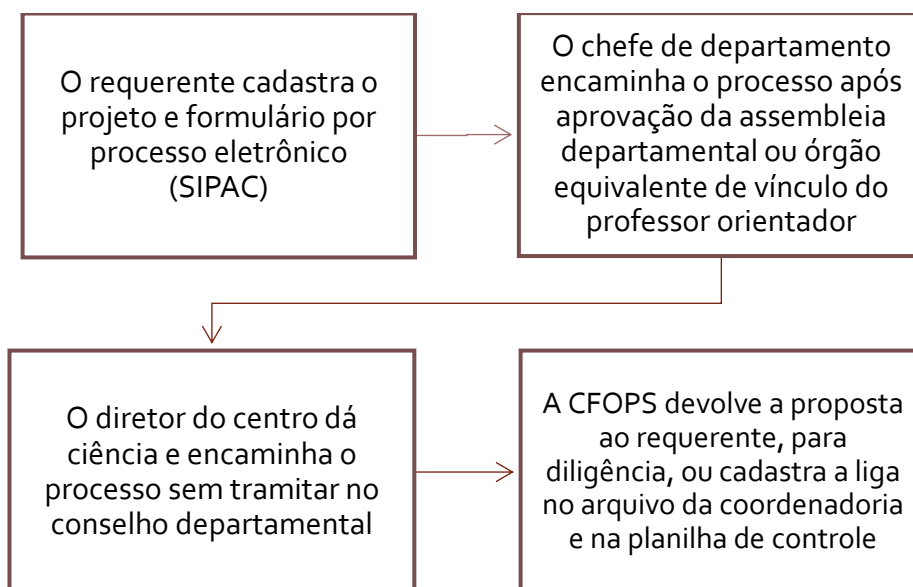 O requerente cadastra o
projeto e formulário por
processo eletrônico
(SIPAC)
O chefe de departamento
encaminha o processo após
aprovação da assembleia
departamental ou órgão
equivalente de vínculo do
professor orientador
O diretor do centro dá
ciência e encaminha o
processo sem tramitar no
conselho departamental
A CFOPS devolve a proposta
ao requerente, para
diligência, ou cadastra a liga
no arquivo da coordenadoria
e na planilha de controle